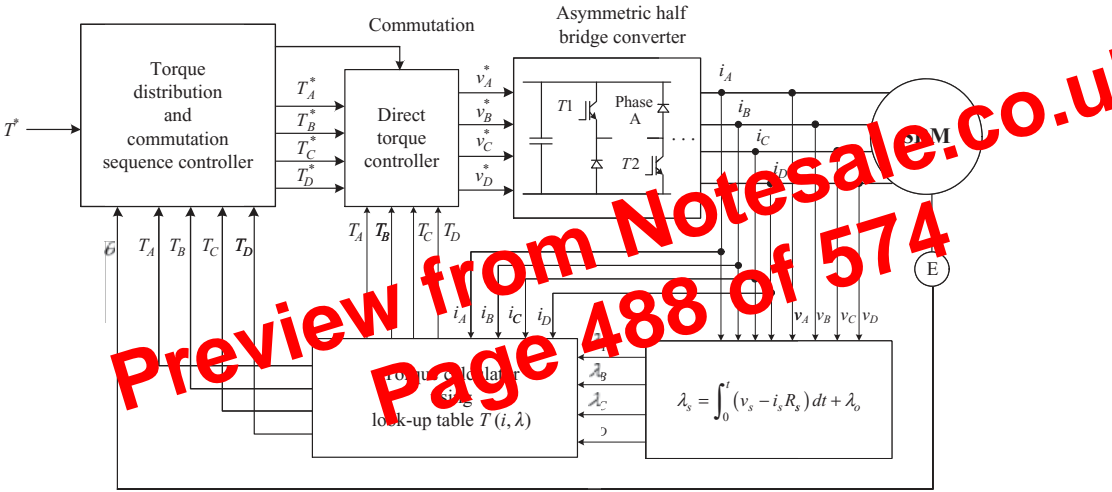 Asymmetric half
bridge converter
Commutation
Torque
distribution
and
commutation
sequence controller
T*
T_A*
T_B*
T_C*
T_D*
Direct
torque
controller
v_A*
v_B*
v_C*
v_D*
T1
Phase
A
T2
i_A
i_B
i_C
i_D
E
T_A
T_B
T_C
T_D
T_A
T_B
T_C
T_D
i_A
i_B
i_C
i_D
v_A
v_B
v_C
v_D
look-up table T (i, λ)
λ_B
λ_C
λ_s = ∫_0^t (v_s − i_s R_s) dt + λ_o
Preview from Notesale.co.u
Page 488 of 574